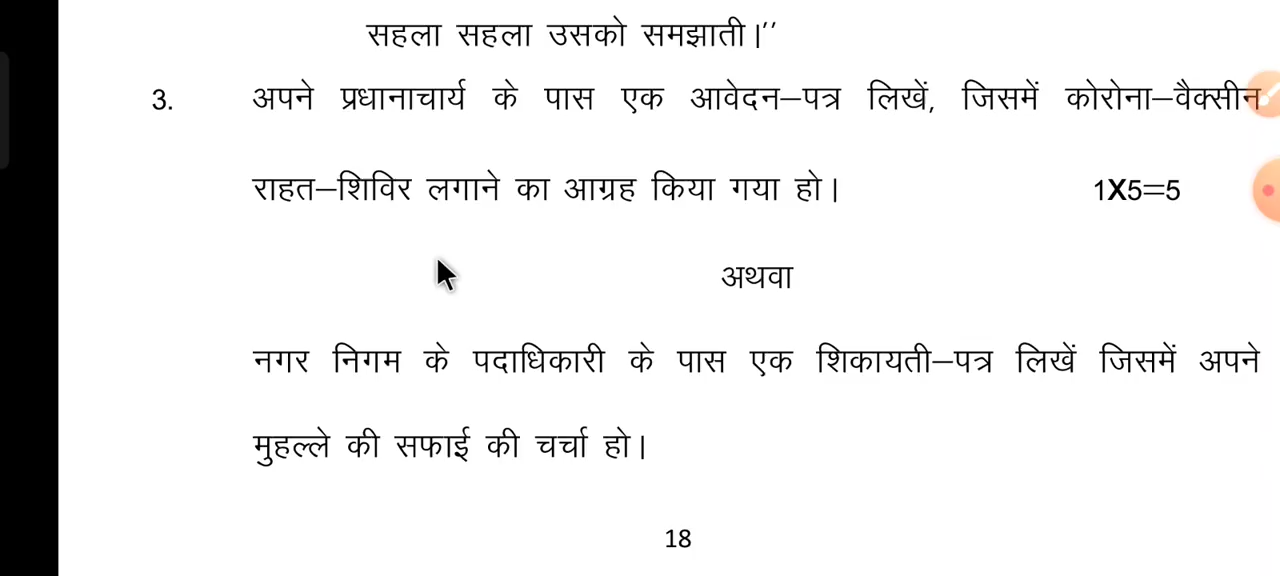 सहला सहला उसको समझाती।’’
3. अपने प्रधानाचार्य के पास एक आवेदन–पत्र लिखें, जिसमें कोरोना–वैक्सीन
राहत–शिविर लगाने का आग्रह किया गया हो। 1X5=5
अथवा
नगर निगम के पदाधिकारी के पास एक शिकायती–पत्र लिखें जिसमें अपने
मुहल्ले की सफाई की चर्चा हो।
18